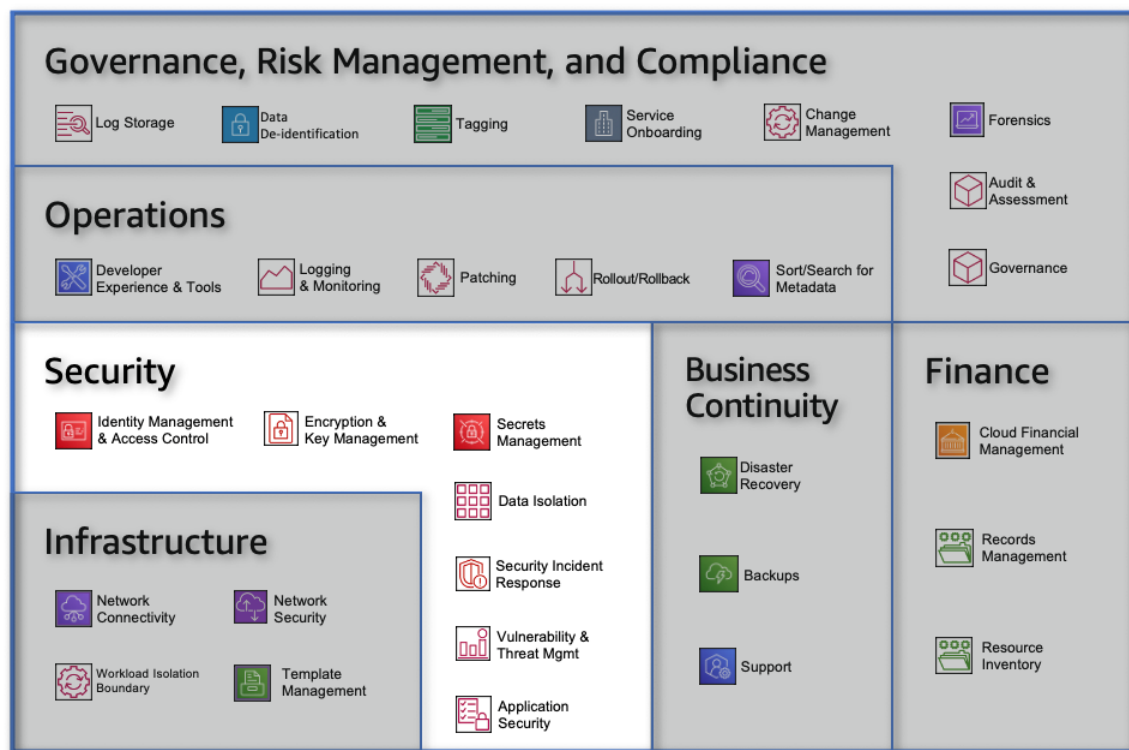 Governance, Risk Management, and Compliance
Log Storage
Data
De-identification
Tagging
Service
Onboarding
Change
Management
Forensics
Audit &
Assessment
Governance
Operations
Developer
Experience & Tools
Logging
& Monitoring
Patching
Rollout/Rollback
Sort/Search for
Metadata
Security
Identity Management
& Access Control
Encryption &
Key Management
Secrets
Management
Data Isolation
Security Incident
Response
Vulnerability &
Threat Mgmt
Application
Security
Infrastructure
Network
Connectivity
Network
Security
Workload Isolation
Boundary
Template
Management
Business
Continuity
Disaster
Recovery
Backups
Support
Finance
Cloud Financial
Management
Records
Management
Resource
Inventory